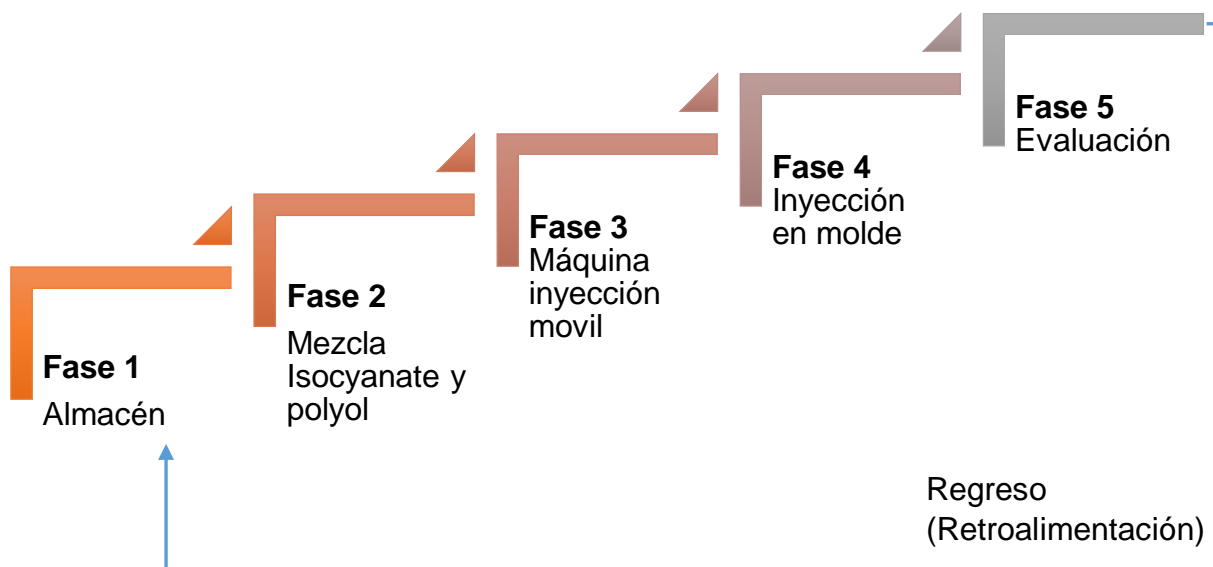 Fase 1
Almacén
Fase 2
Mezcla
Isocyanate y
polyol
Fase 3
Máquina
inyección
movil
Fase 4
Inyección
en molde
Fase 5
Evaluación
Regreso
(Retroalimentación)